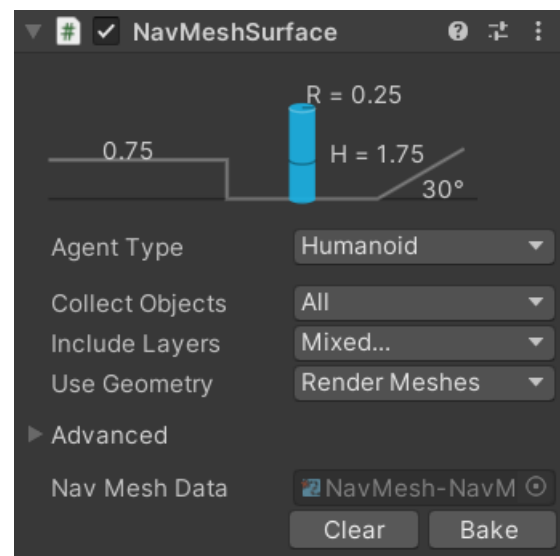 # NavMeshSurface
R = 0.25
0.75
H = 1.75
30°
Agent Type Humanoid
Collect Objects All
Include Layers Mixed...
Use Geometry Render Meshes
Advanced
Nav Mesh Data NavMesh-NavM
Clear Bake